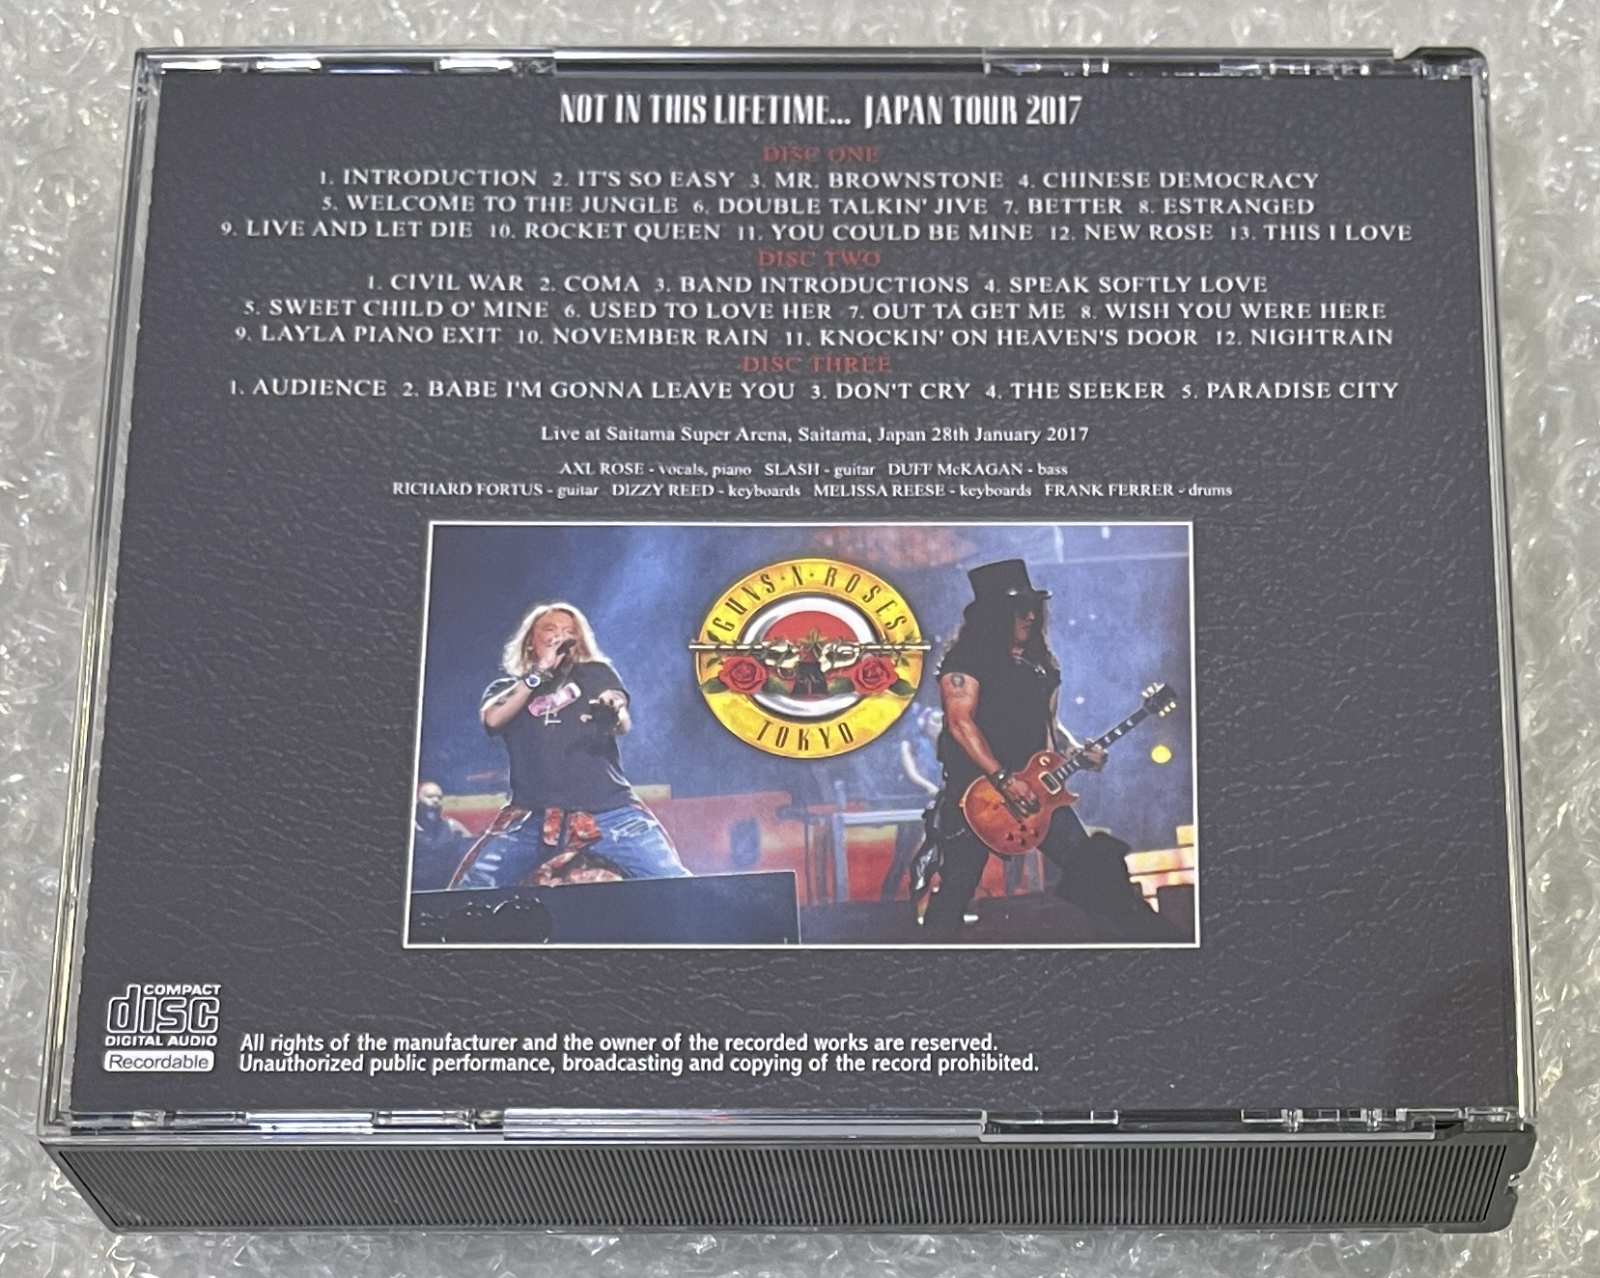 NOT IN THIS LIFETIME... JAPAN TOUR 2017
DISC ONE
1. INTRODUCTION 2. IT'S SO EASY 3. MR. BROWNSTONE 4. CHINESE DEMOCRACY
5. WELCOME TO THE JUNGLE 6. DOUBLE TALKIN' JIVE 7. BETTER 8. ESTRANGED
9. LIVE AND LET DIE 10. ROCKET QUEEN 11. YOU COULD BE MINE 12. NEW ROSE 13. THIS I LOVE
DISC TWO
1. CIVIL WAR 2. COMA 3. BAND INTRODUCTIONS 4. SPEAK SOFTLY LOVE
5. SWEET CHILD O' MINE 6. USED TO LOVE HER 7. OUT TA GET ME 8. WISH YOU WERE HERE
9. LAYLA PIANO EXIT 10. NOVEMBER RAIN 11. KNOCKIN' ON HEAVEN'S DOOR 12. NIGHTRAIN
DISC THREE
1. AUDIENCE 2. BABE I'M GONNA LEAVE YOU 3. DON'T CRY 4. THE SEEKER 5. PARADISE CITY
Live at Saitama Super Arena, Saitama, Japan 28th January 2017
AXL ROSE - vocals, piano SLASH - guitar DUFF McKAGAN - bass
RICHARD FORTUS - guitar DIZZY REED - keyboards MELISSA REESE - keyboards FRANK FERRER - drums
GUNS·N·ROSES
TOKYO
COMPACT
disc
DIGITAL AUDIO
Recordable
All rights of the manufacturer and the owner of the recorded works are reserved.
Unauthorized public performance, broadcasting and copying of the record prohibited.